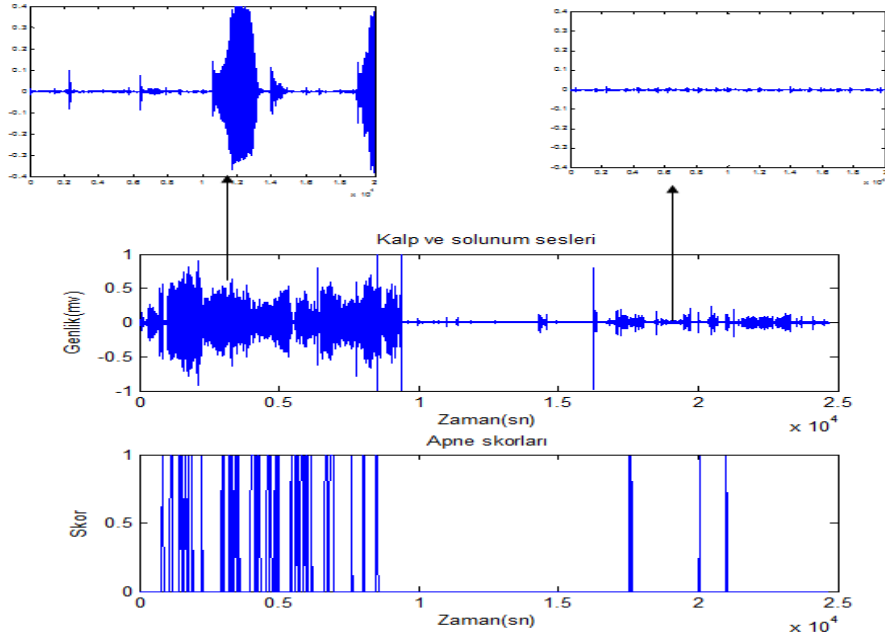 0.4
0.3
0.2
0.1
0
-0.1
-0.2
-0.3
-0.4
0 0.2 0.4 0.6 0.8 1 1.2 1.4 1.6 1.8 2
x 10⁴
0.4
0.3
0.2
0.1
0
-0.1
-0.2
-0.3
-0.4
0 0.2 0.4 0.6 0.8 1 1.2 1.4 1.6 1.8 2
x 10⁴
Kalp ve solunum sesleri
Genlik(mv)
1
0.5
0
-0.5
-1
0 0.5 1 1.5 2 2.5
Zaman(sn)
x 10⁴
Apne skorları
Skor
1
0.5
0
0 0.5 1 1.5 2 2.5
Zaman(sn)
x 10⁴